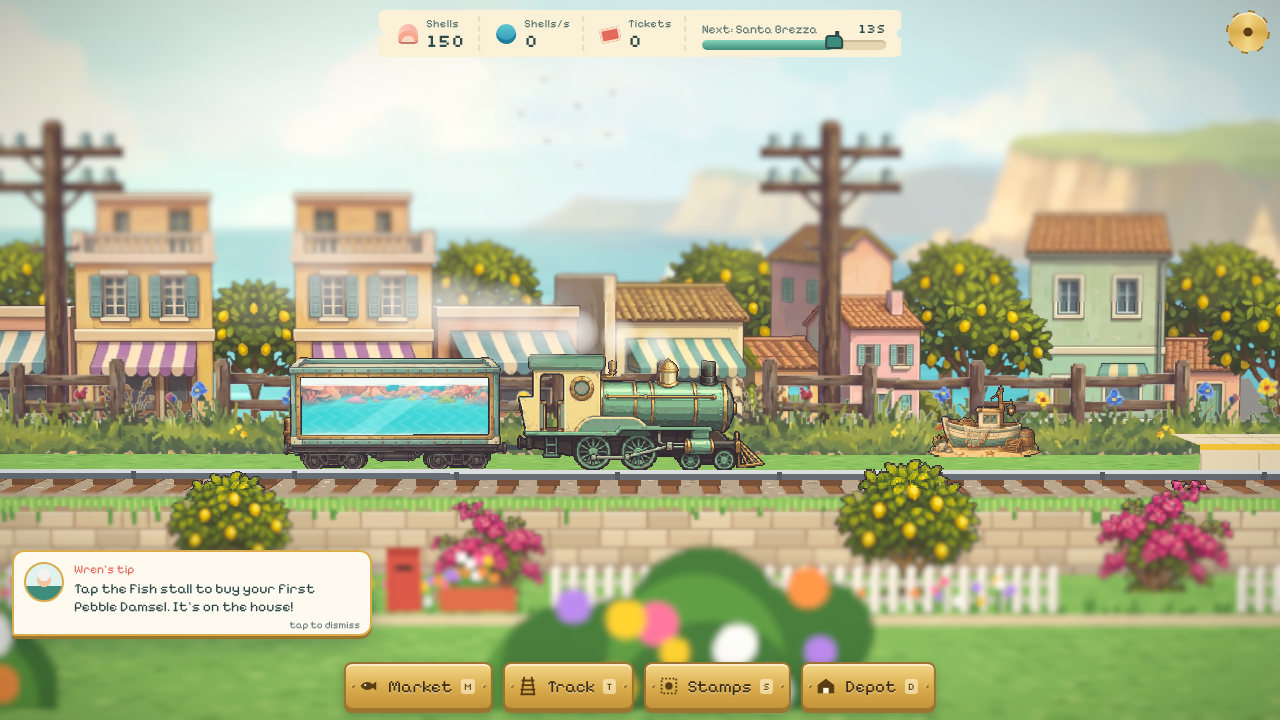 Shells
150
Shells/s
0
Tickets
0
Next: Santa Brezza
13s
Wren's tip
Tap the Fish stall to buy your first
Pebble Damsel. It's on the house!
tap to dismiss
Market M
Track T
Stamps S
Depot D